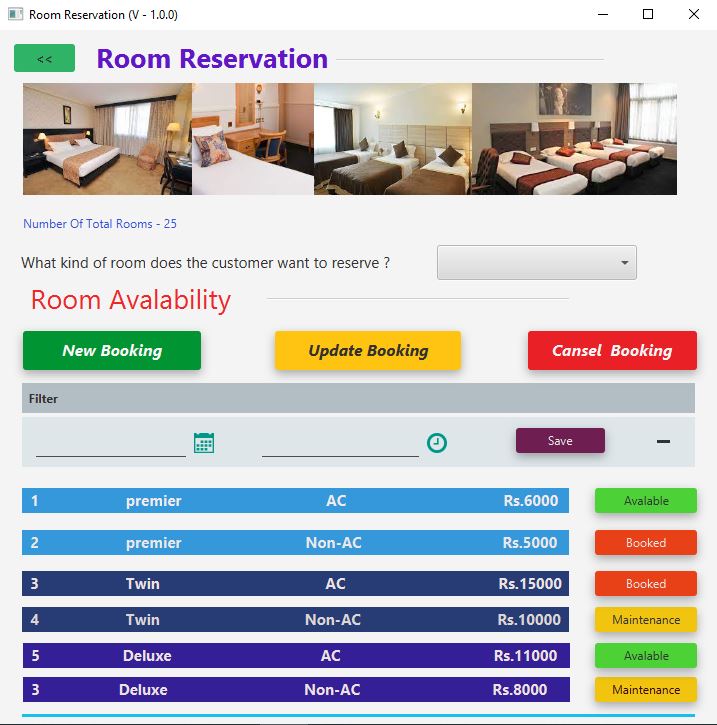 Room Reservation (V - 1.0.0)
<< Room Reservation
Number Of Total Rooms - 25
What kind of room does the customer want to reserve ?
Room Avalability
New Booking Update Booking Cansel Booking
Filter
Save
1 premier AC Rs.6000 Avalable
2 premier Non-AC Rs.5000 Booked
3 Twin AC Rs.15000 Booked
4 Twin Non-AC Rs.10000 Maintenance
5 Deluxe AC Rs.11000 Avalable
3 Deluxe Non-AC Rs.8000 Maintenance